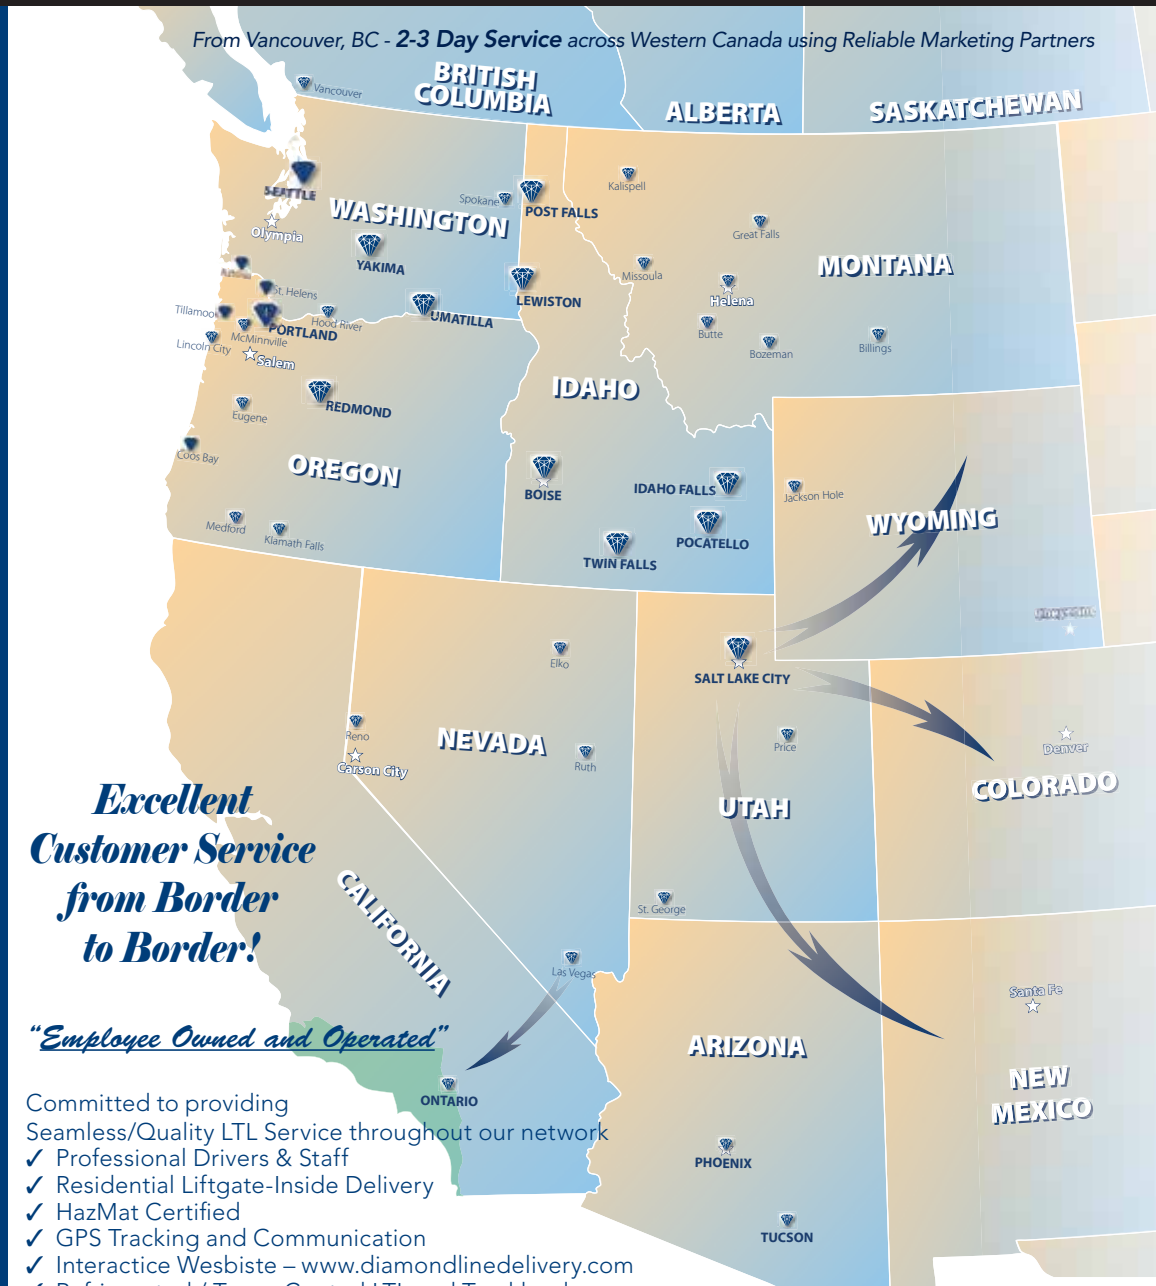 From Vancouver, BC - 2-3 Day Service across Western Canada using Reliable Marketing Partners
BRITISH
COLUMBIA
ALBERTA
SASKATCHEWAN
Vancouver
Kalispell
SEATTLE
Spokane
POST FALLS
WASHINGTON
Olympia
Great Falls
YAKIMA
MONTANA
Missoula
St. Helens
LEWISTON
Helena
Tillamook
Hood River
UMATILLA
PORTLAND
McMinnville
Lincoln City
Butte
Bozeman
Billings
Salem
IDAHO
REDMOND
Eugene
Coos Bay
OREGON
BOISE
IDAHO FALLS
Jackson Hole
WYOMING
Medford
Klamath Falls
POCATELLO
TWIN FALLS
Cheyenne
Elko
SALT LAKE CITY
Reno
NEVADA
Price
Denver
Carson City
Ruth
COLORADO
UTAH
Excellent
Customer Service
from Border
to Border!
CALIFORNIA
St. George
Las Vegas
Santa Fe
"Employee Owned and Operated"
ARIZONA
NEW
MEXICO
ONTARIO
Committed to providing
Seamless/Quality LTL Service throughout our network
✓ Professional Drivers & Staff
PHOENIX
✓ Residential Liftgate-Inside Delivery
✓ HazMat Certified
✓ GPS Tracking and Communication
TUCSON
✓ Interactice Wesbiste – www.diamondlinedelivery.com